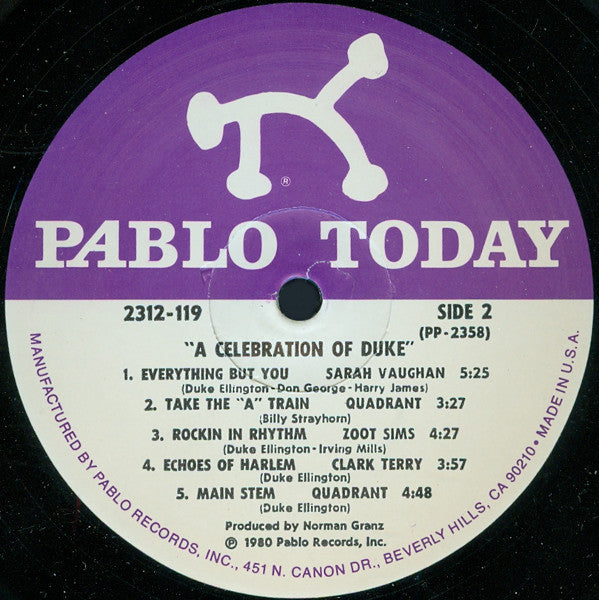 ®
PABLO TODAY
2312-119 SIDE 2
(PP-2358)
"A CELEBRATION OF DUKE"
1. EVERYTHING BUT YOU SARAH VAUGHAN 5:25
(Duke Ellington-Don George-Harry James)
2. TAKE THE "A" TRAIN QUADRANT 3:27
(Billy Strayhorn)
3. ROCKIN IN RHYTHM ZOOT SIMS 4:27
(Duke Ellington-Irving Mills)
4. ECHOES OF HARLEM CLARK TERRY 3:57
(Duke Ellington)
5. MAIN STEM QUADRANT 4:48
(Duke Ellington)
Produced by Norman Granz
℗ 1980 Pablo Records, Inc.
MANUFACTURED BY PABLO RECORDS, INC., 451 N. CANON DR., BEVERLY HILLS, CA 90210 • MADE IN U.S.A.